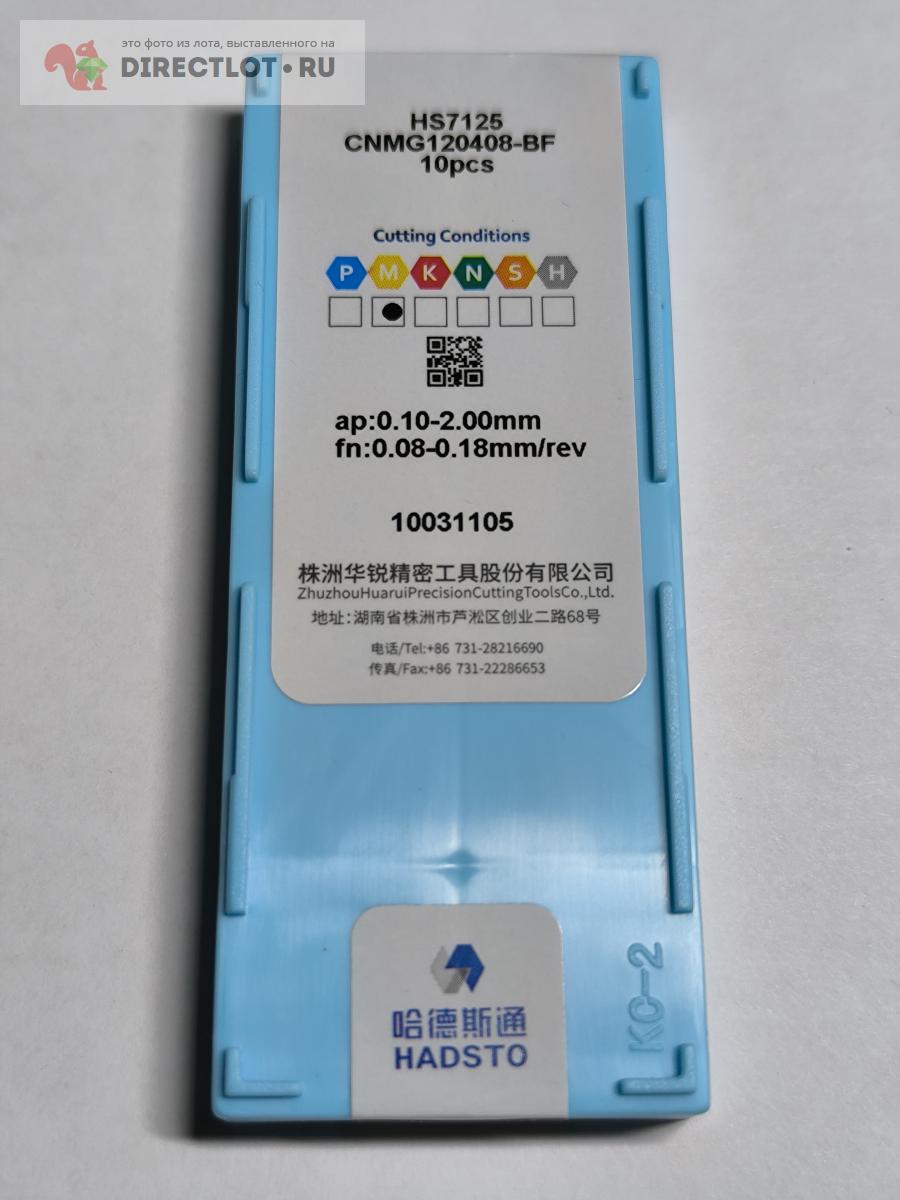 это фото из лота, выставленного на
DIRECTLOT.RU
HS7125
CNMG120408-BF
10pcs
Cutting Conditions
P M K N S H
ap:0.10-2.00mm
fn:0.08-0.18mm/rev
10031105
株洲华锐精密工具股份有限公司
ZhuzhouHuaruiPrecisionCuttingToolsCo.,Ltd.
地址:湖南省株洲市芦淞区创业二路68号
电话/Tel:+86 731-28216690
传真/Fax:+86 731-22286653
KC-2
哈德斯通
HADSTO